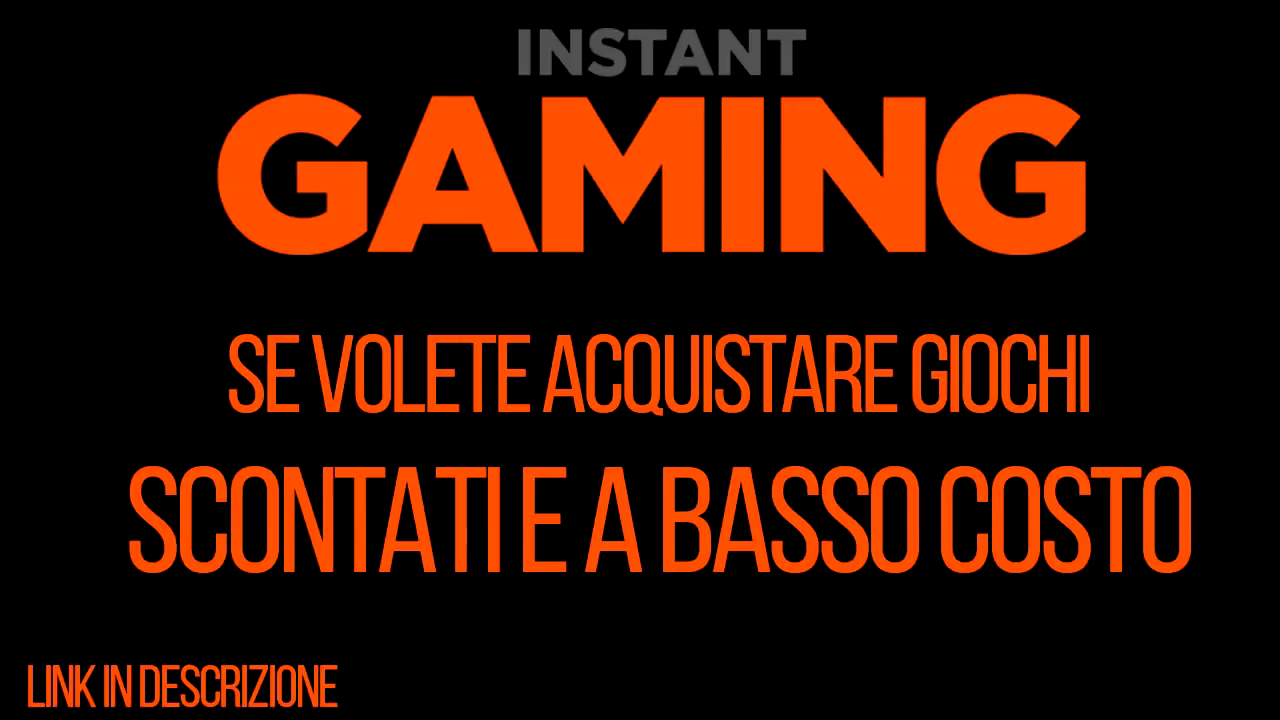 INSTANT
GAMING
SE VOLETE ACQUISTARE GIOCHI
SCONTATI E A BASSO COSTO
LINK IN DESCRIZIONE